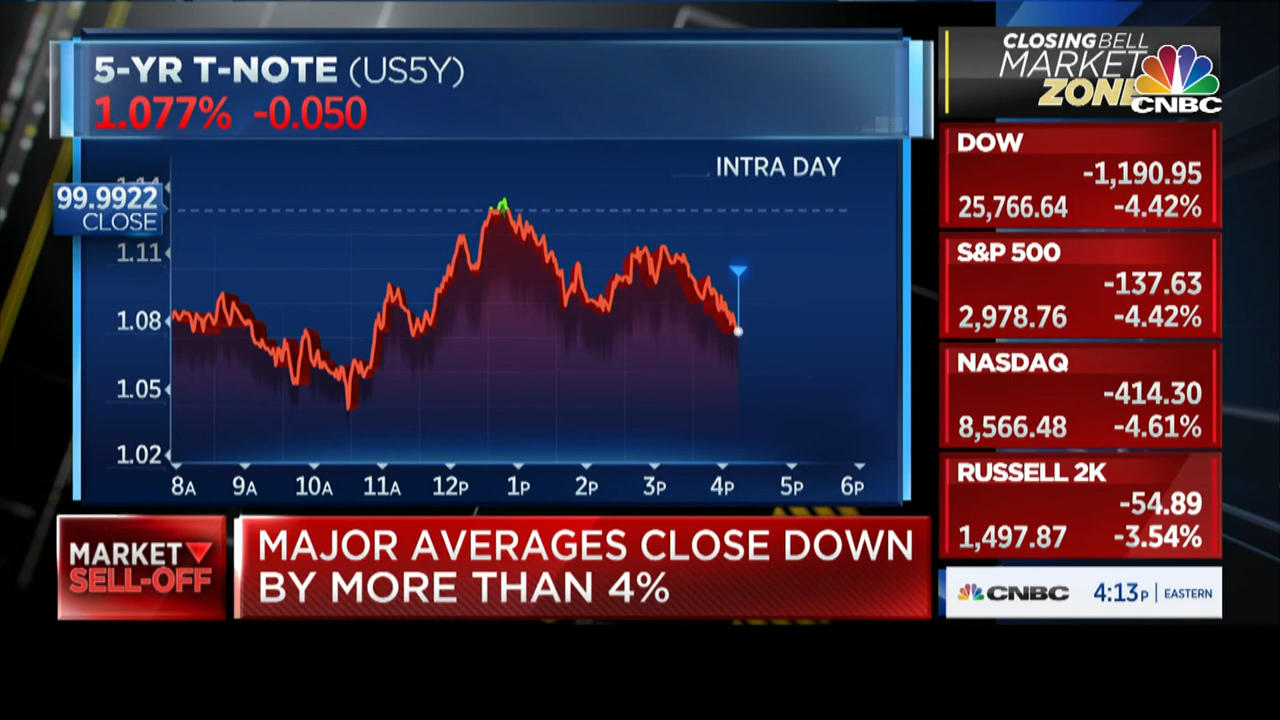 5-YR T-NOTE (US5Y)
1.077% -0.050
INTRA DAY
1.14
99.9922
CLOSE
1.11
1.08
1.05
1.02
8A 9A 10A 11A 12P 1P 2P 3P 4P 5P 6P
MARKET
SELL-OFF
MAJOR AVERAGES CLOSE DOWN
BY MORE THAN 4%
CLOSING BELL
MARKET
ZONE
CNBC
DOW
-1,190.95
25,766.64 -4.42%
S&P 500
-137.63
2,978.76 -4.42%
NASDAQ
-414.30
8,566.48 -4.61%
RUSSELL 2K
-54.89
1,497.87 -3.54%
CNBC 4:13P EASTERN